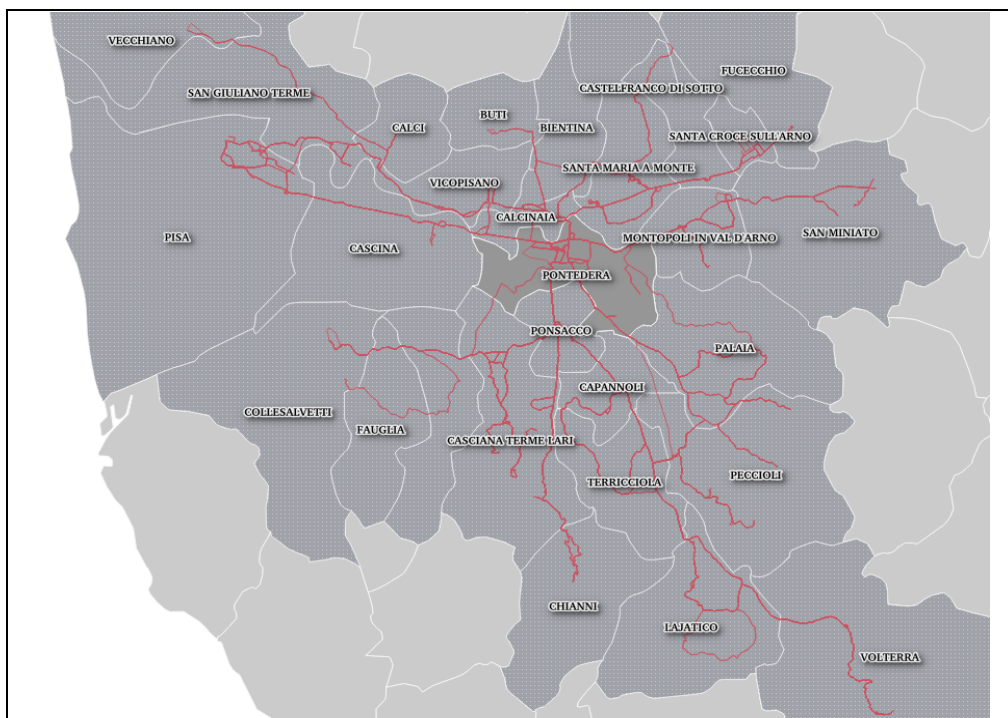 VECCHIANO
FUCECCHIO
CASTELFRANCO DI SOTTO
SAN GIULIANO TERME
BUTI
CALCI
BIENTINA
SANTA CROCE SULL'ARNO
SANTA MARIA A MONTE
VICOPISANO
CALCINAIA
PISA
CASCINA
MONTOPOLI IN VAL D'ARNO
SAN MINIATO
PONTEDERA
PONSACCO
PALAIA
CAPANNOLI
COLLESALVETTI
FAUGLIA
CASCIANA TERME LARI
PECCIOLI
TERRICCIOLA
CHIANNI
LAJATICO
VOLTERRA